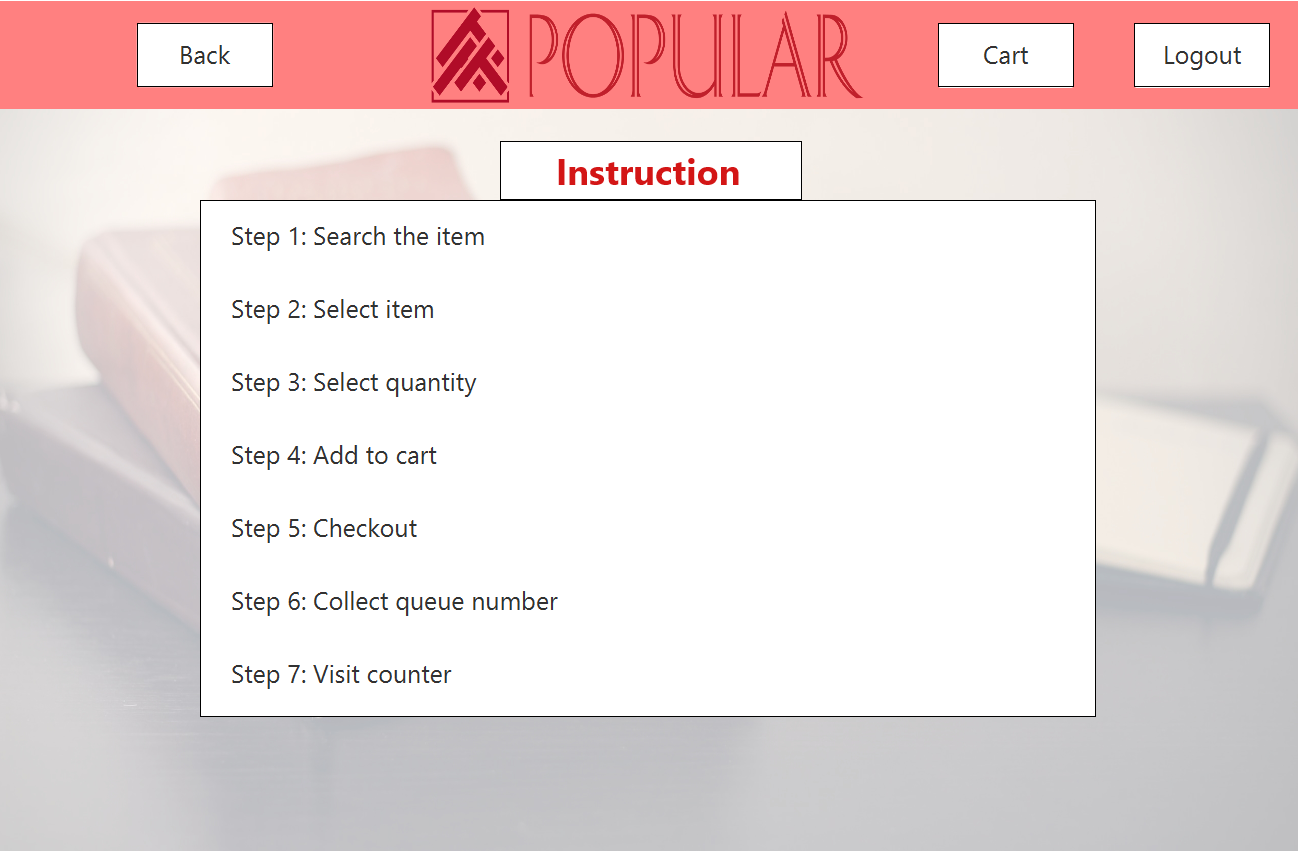 Back
POPULAR
Cart
Logout
Instruction
Step 1: Search the item
Step 2: Select item
Step 3: Select quantity
Step 4: Add to cart
Step 5: Checkout
Step 6: Collect queue number
Step 7: Visit counter